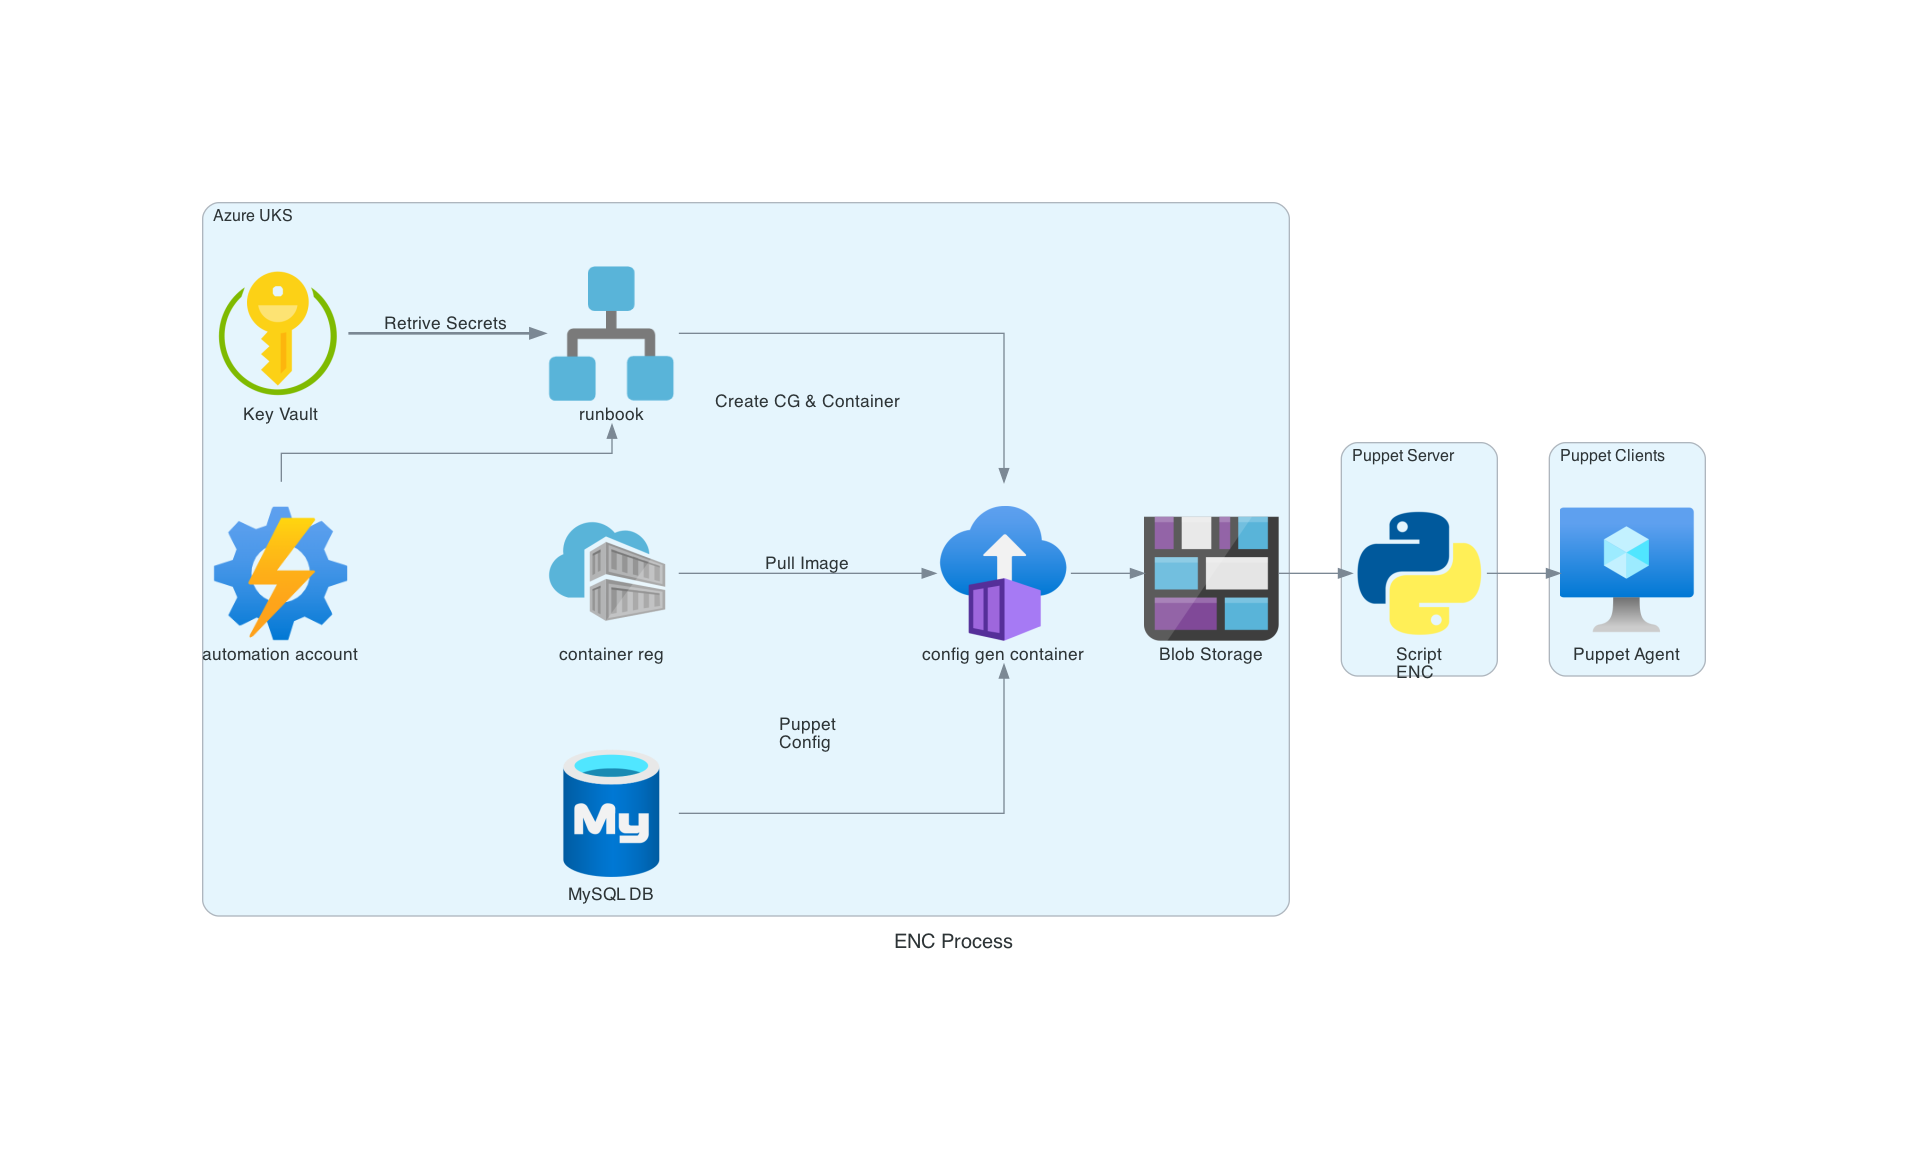 Azure UKS
Retrive Secrets
Key Vault
runbook
Create CG & Container
Puppet Server
Puppet Clients
Pull Image
automation account
container reg
config gen container
Blob Storage
Script
ENC
Puppet Agent
Puppet
Config
My
MySQL DB
ENC Process